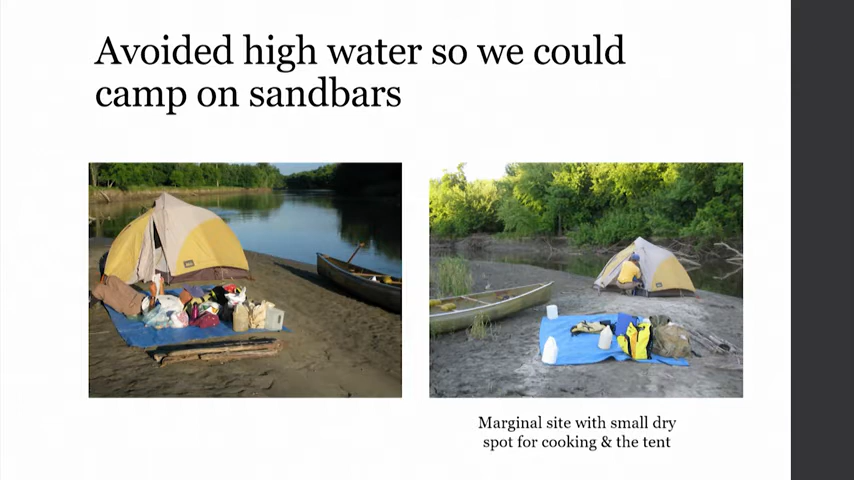 Avoided high water so we could
camp on sandbars
Marginal site with small dry
spot for cooking & the tent